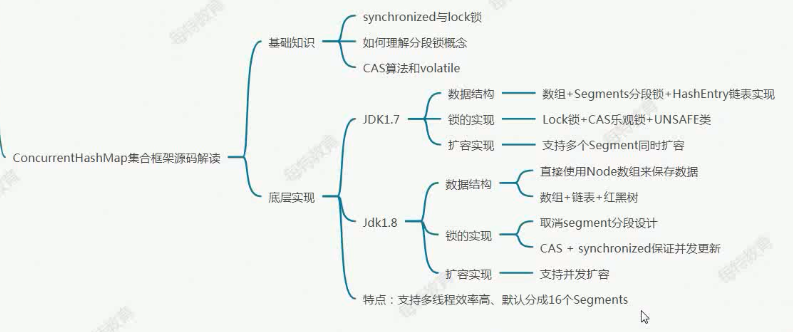 ConcurrentHashMap集合框架源码解读
基础知识
synchronized与lock锁
如何理解分段锁概念
CAS算法和volatile
底层实现
JDK1.7
数据结构
数组+Segments分段锁+HashEntry链表实现
锁的实现
Lock锁+CAS乐观锁+UNSAFE类
扩容实现
支持多个Segment同时扩容
Jdk1.8
数据结构
直接使用Node数组来保存数据
数组+链表+红黑树
锁的实现
取消segment分段设计
CAS + synchronized保证并发更新
扩容实现
支持并发扩容
特点：支持多线程效率高、默认分成16个Segments
每特教育
每特教育
每特教育
每特教育